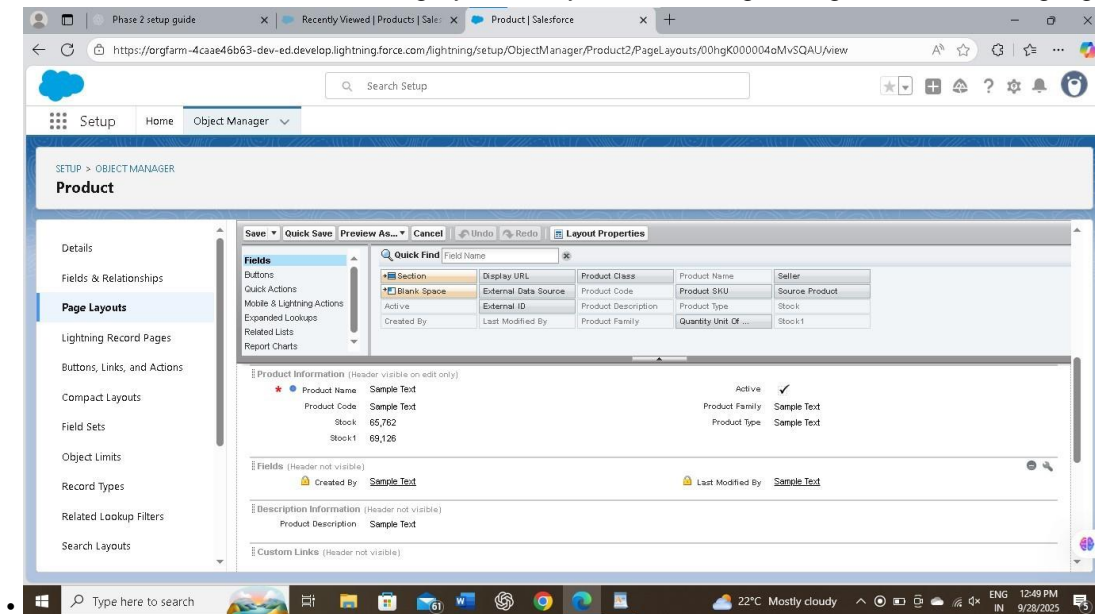 Phase 2 setup guide
Recently Viewed | Products | Sale
Product | Salesforce
https://orgfarm-4caae46b63-dev-ed.develop.lightning.force.com/lightning/setup/ObjectManager/Product2/PageLayouts/00hgK000004oMvSQAU/view
Search Setup
Setup Home Object Manager
SETUP > OBJECT MANAGER
Product
Details
Fields & Relationships
Page Layouts
Lightning Record Pages
Buttons, Links, and Actions
Compact Layouts
Field Sets
Object Limits
Record Types
Related Lookup Filters
Search Layouts
Save Quick Save Preview As... Cancel Undo Redo Layout Properties
Fields
Buttons
Quick Actions
Mobile & Lightning Actions
Expanded Lookups
Related Lists
Report Charts
Quick Find Field Name
Section Display URL Product Class Product Name Seller
Blank Space External Data Source Product Code Product SKU Source Product
Active External ID Product Description Product Type Stock
Created By Last Modified By Product Family Quantity Unit Of ... Stock1
Product Information (Header visible on edit only)
Product Name Sample Text Active
Product Code Sample Text Product Family Sample Text
Stock 65,762 Product Type Sample Text
Stock1 69,126
Fields (Header not visible)
Created By Sample Text Last Modified By Sample Text
Description Information (Header not visible)
Product Description Sample Text
Custom Links (Header not visible)
Type here to search
61
22°C Mostly cloudy
ENG
IN
12:49 PM
9/28/2025
5